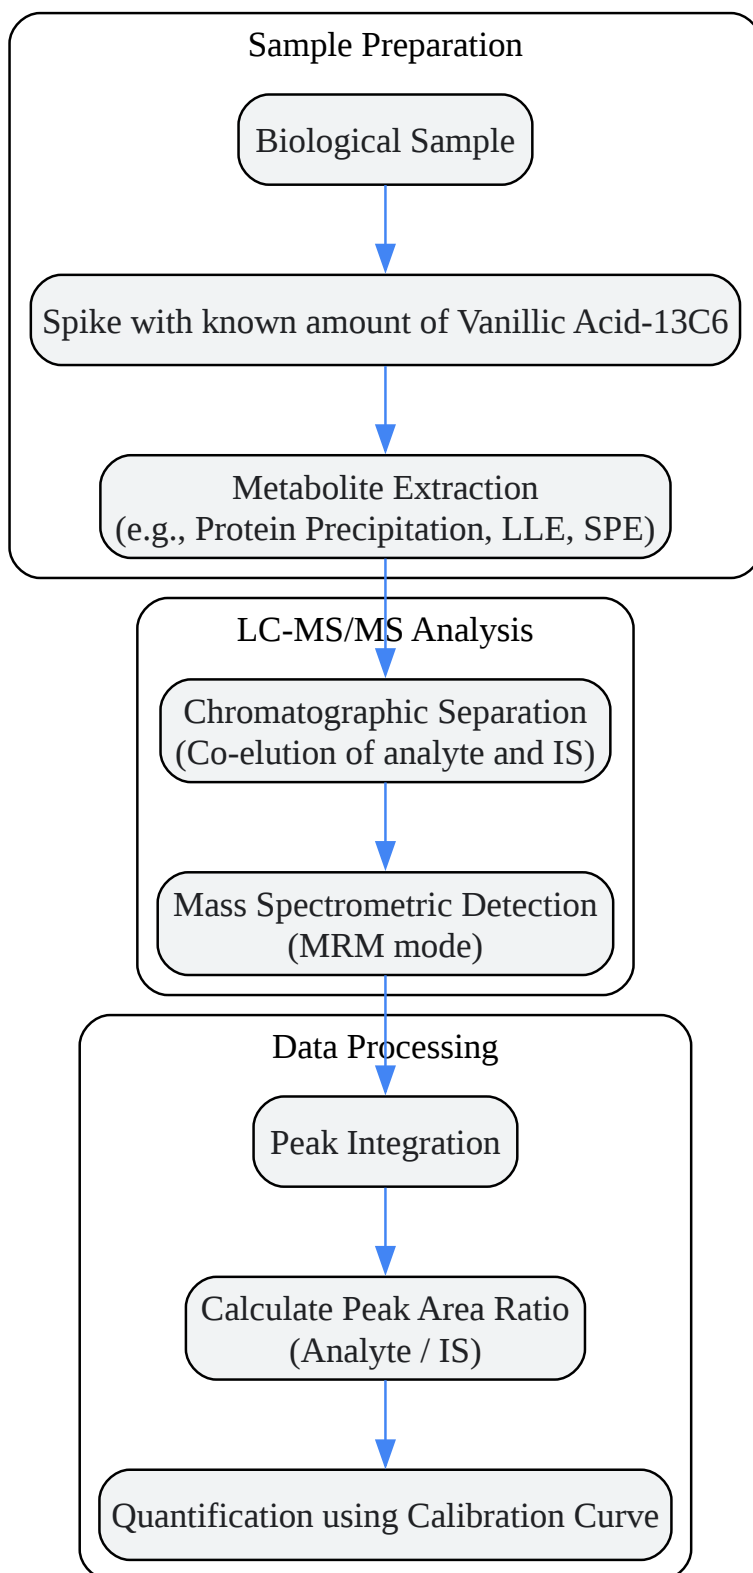 Sample Preparation
Biological Sample
Spike with known amount of Vanillic Acid-13C6
Metabolite Extraction
(e.g., Protein Precipitation, LLE, SPE)
LC-MS/MS Analysis
Chromatographic Separation
(Co-elution of analyte and IS)
Mass Spectrometric Detection
(MRM mode)
Data Processing
Peak Integration
Calculate Peak Area Ratio
(Analyte / IS)
Quantification using Calibration Curve